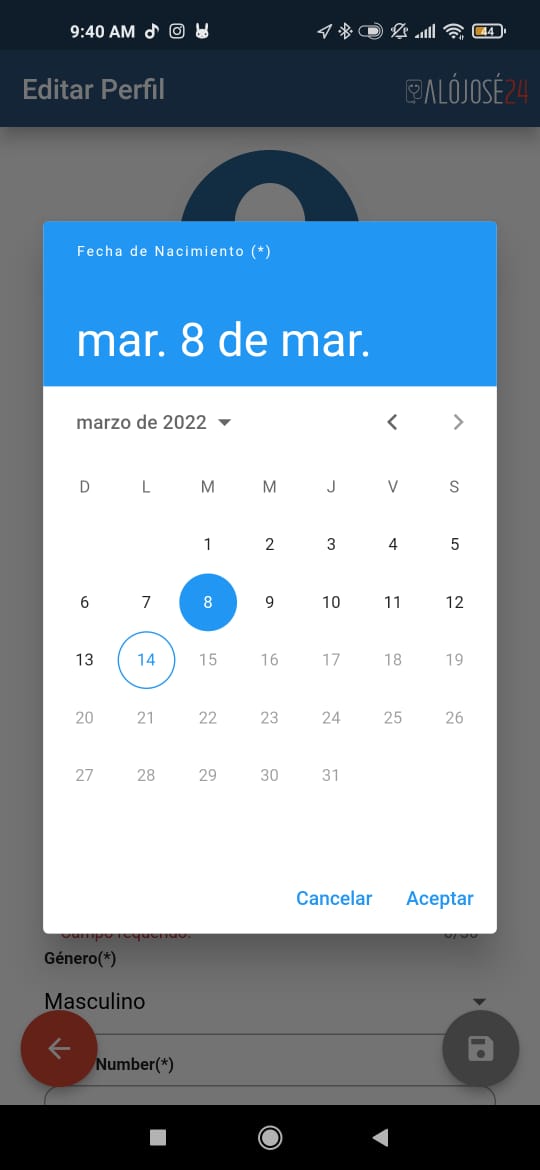 9:40 AM
44
Editar Perfil
ALÓJOSÉ24
Fecha de Nacimiento (*)
mar. 8 de mar.
marzo de 2022
D L M M J V S
1 2 3 4 5
6 7 8 9 10 11 12
13 14 15 16 17 18 19
20 21 22 23 24 25 26
27 28 29 30 31
Cancelar Aceptar
Campo requerido.
Género(*)
Masculino
Number(*)